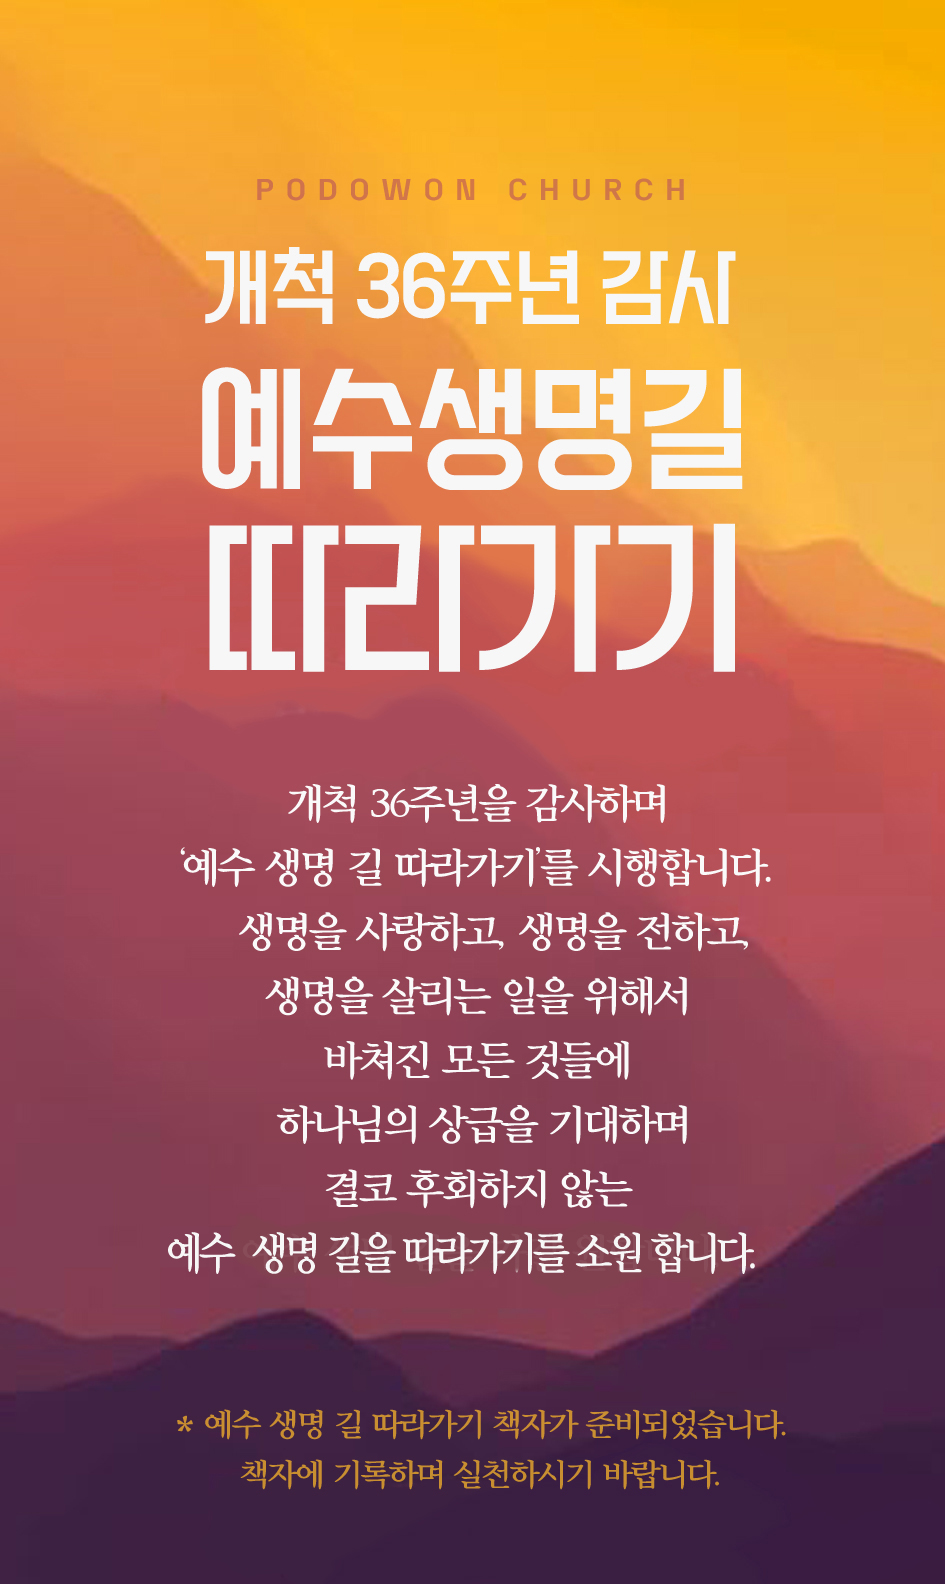 PODOWON CHURCH
개척 36주년 감사
예수생명길
따라가기
개척 36주년을 감사하며
‘예수 생명 길 따라가기’를 시행합니다.
생명을 사랑하고, 생명을 전하고,
생명을 살리는 일을 위해서
바쳐진 모든 것들에
하나님의 상급을 기대하며
결코 후회하지 않는
예수 생명 길을 따라가기를 소원 합니다.
* 예수 생명 길 따라가기 책자가 준비되었습니다.
책자에 기록하며 실천하시기 바랍니다.